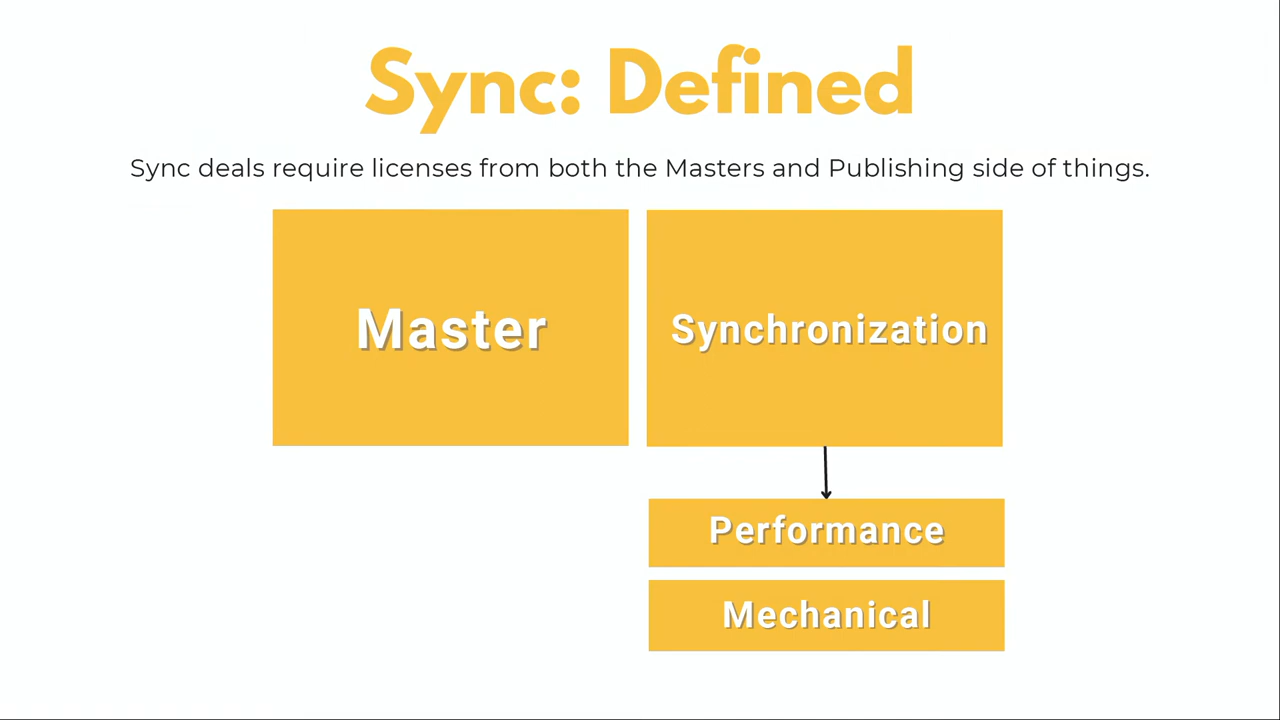 Sync: Defined
Sync deals require licenses from both the Masters and Publishing side of things.
Master
Synchronization
Performance
Mechanical